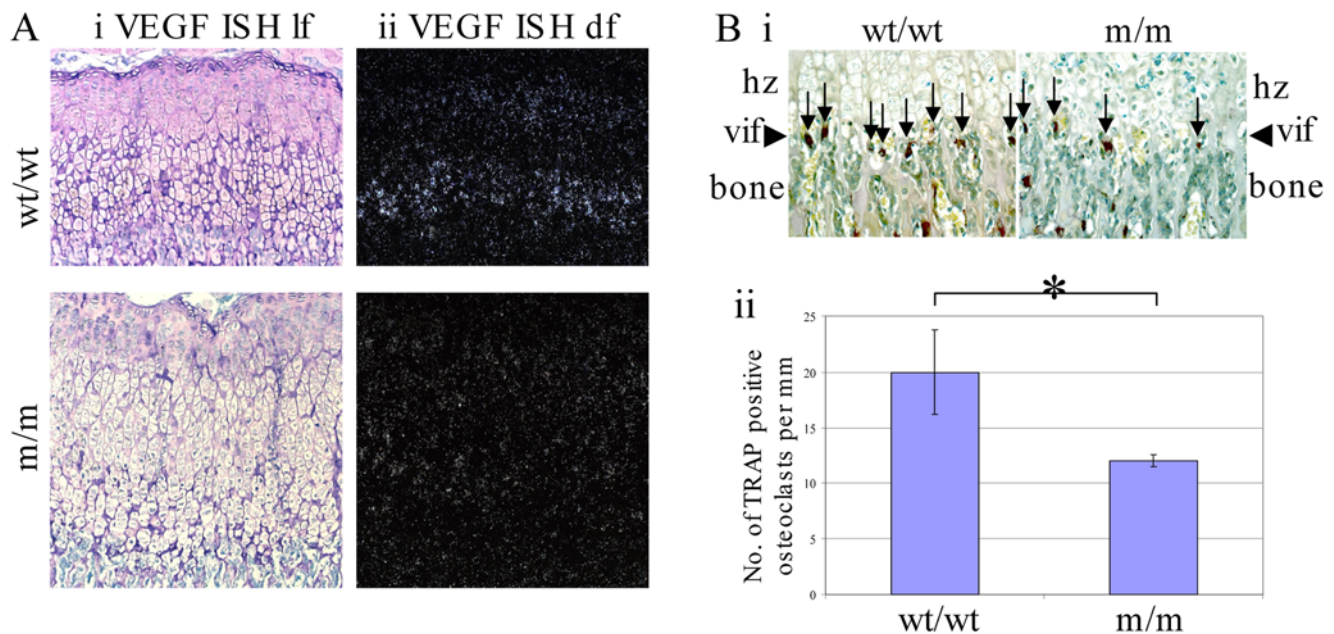 A
i VEGF ISH lf
ii VEGF ISH df
wt/wt
m/m
B i
wt/wt
m/m
hz
vif
bone
hz
vif
bone
ii
*
No. of TRAP positive
osteoclasts per mm
25
20
15
10
5
0
wt/wt
m/m